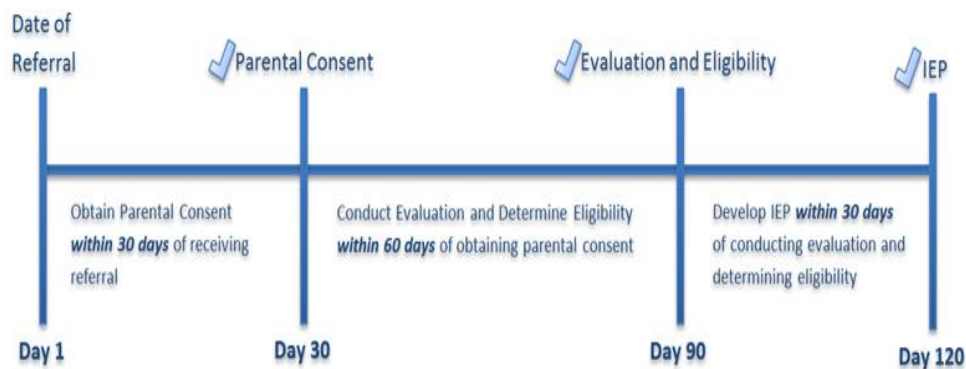 Date of
Referral
Parental Consent
Evaluation and Eligibility
IEP
Obtain Parental Consent
within 30 days of receiving
referral
Conduct Evaluation and Determine Eligibility
within 60 days of obtaining parental consent
Develop IEP within 30 days
of conducting evaluation and
determining eligibility
Day 1
Day 30
Day 90
Day 120